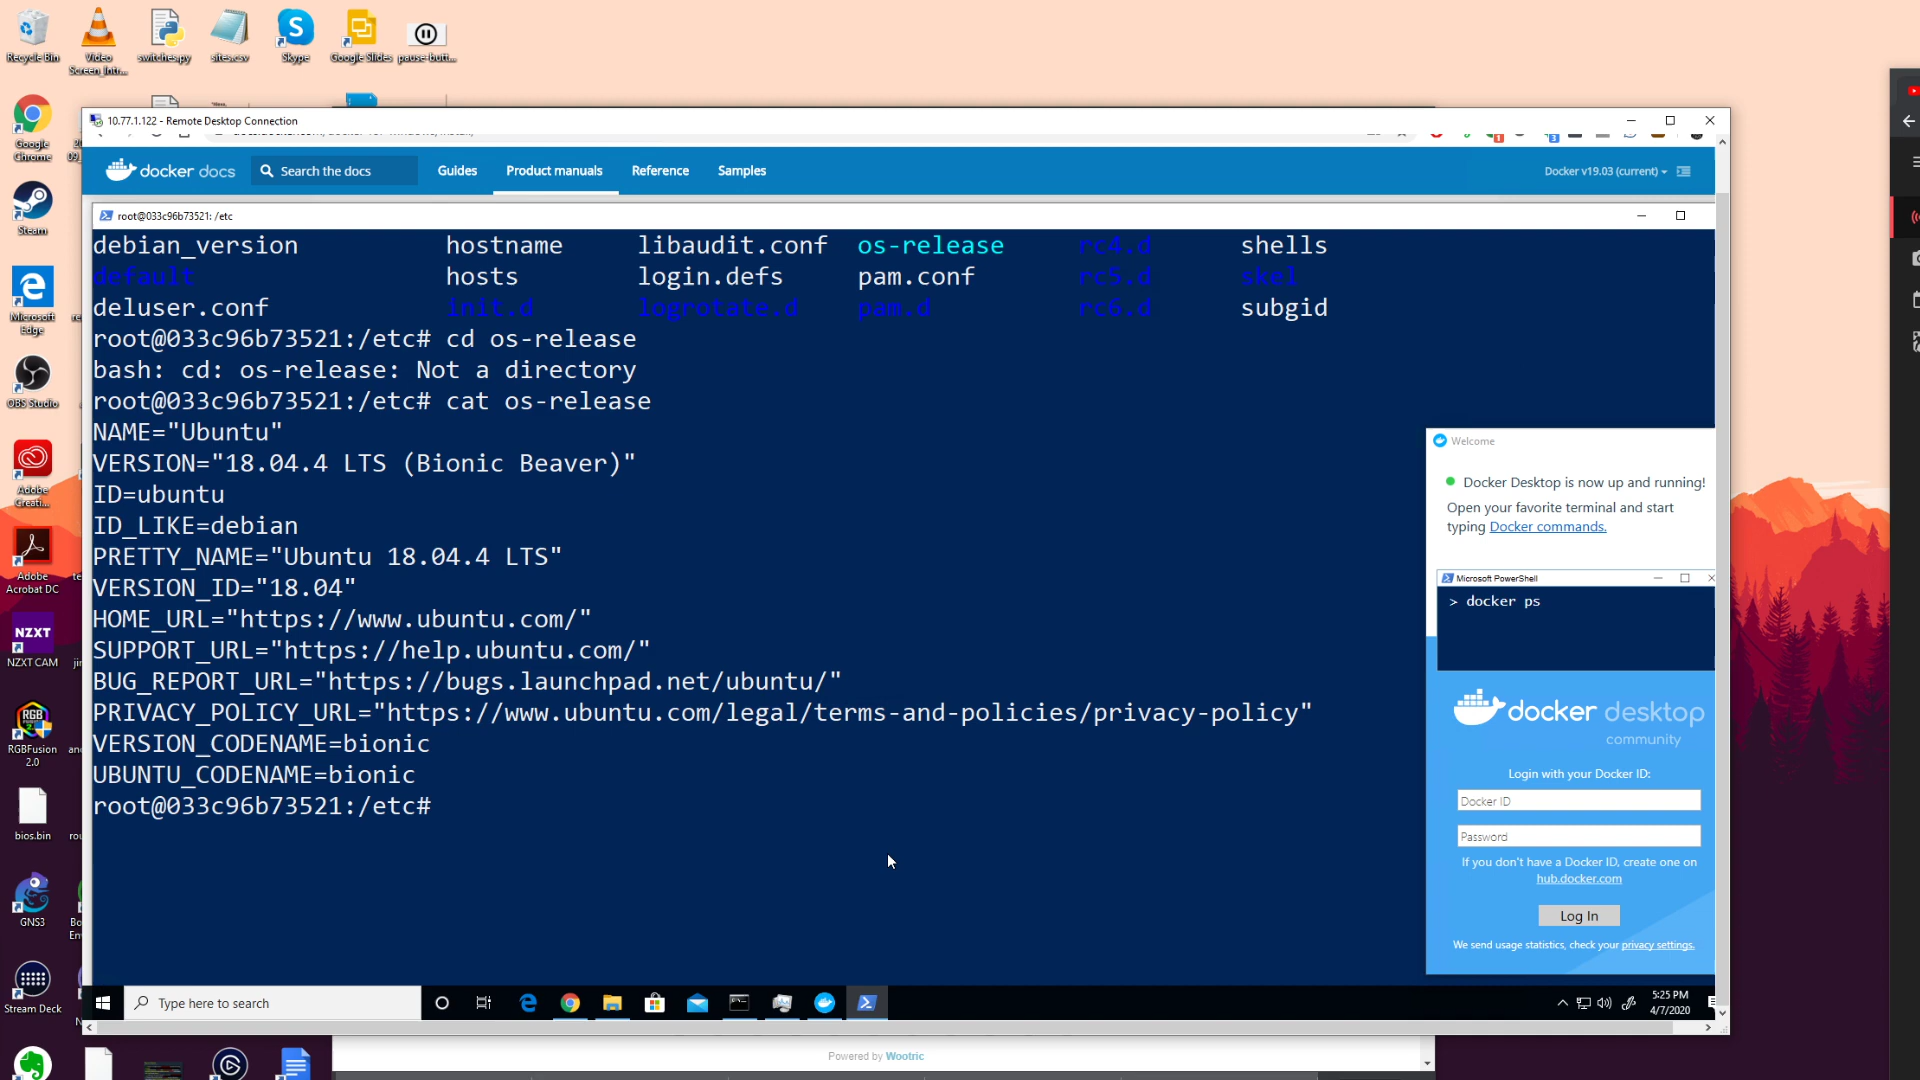 Recycle Bin
Video Screen_Intr...
switches.py
sites.csv
Skype
Google Slides
pause-butt...
Google Chrome
Steam
Microsoft Edge
OBS Studio
Adobe Creati...
Adobe Acrobat DC
NZXT
NZXT CAM
RGB
RGBFusion 2.0
bios.bin
GNS3
Stream Deck
10.77.1.122 - Remote Desktop Connection
docker docs
Search the docs
Guides
Product manuals
Reference
Samples
Docker v19.03 (current)
root@033c96b73521: /etc
debian_version hostname libaudit.conf os-release rc4.d shells
default hosts login.defs pam.conf rc5.d skel
deluser.conf init.d logrotate.d pam.d rc6.d subgid
root@033c96b73521:/etc# cd os-release
bash: cd: os-release: Not a directory
root@033c96b73521:/etc# cat os-release
NAME="Ubuntu"
VERSION="18.04.4 LTS (Bionic Beaver)"
ID=ubuntu
ID_LIKE=debian
PRETTY_NAME="Ubuntu 18.04.4 LTS"
VERSION_ID="18.04"
HOME_URL="https://www.ubuntu.com/"
SUPPORT_URL="https://help.ubuntu.com/"
BUG_REPORT_URL="https://bugs.launchpad.net/ubuntu/"
PRIVACY_POLICY_URL="https://www.ubuntu.com/legal/terms-and-policies/privacy-policy"
VERSION_CODENAME=bionic
UBUNTU_CODENAME=bionic
root@033c96b73521:/etc#
Welcome
Docker Desktop is now up and running!
Open your favorite terminal and start
typing Docker commands.
Microsoft PowerShell
> docker ps
docker desktop
community
Login with your Docker ID:
Docker ID
Password
If you don't have a Docker ID, create one on
hub.docker.com
Log In
We send usage statistics, check your privacy settings.
Type here to search
5:25 PM
4/7/2020
Powered by Wootric